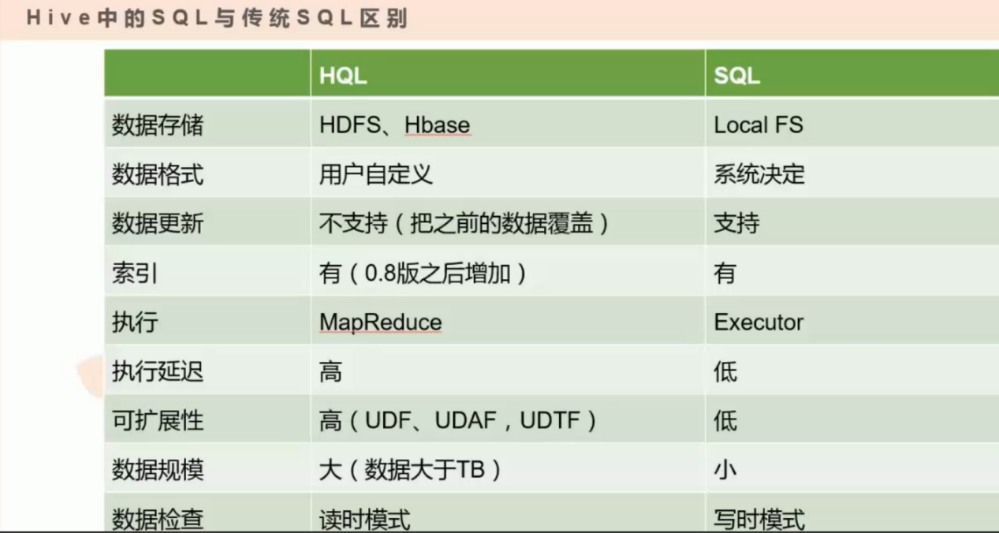 Hive中的SQL与传统SQL区别
HQL SQL
数据存储 HDFS、Hbase Local FS
数据格式 用户自定义 系统决定
数据更新 不支持（把之前的数据覆盖） 支持
索引 有（0.8版之后增加） 有
执行 MapReduce Executor
执行延迟 高 低
可扩展性 高（UDF、UDAF，UDTF） 低
数据规模 大（数据大于TB） 小
数据检查 读时模式 写时模式